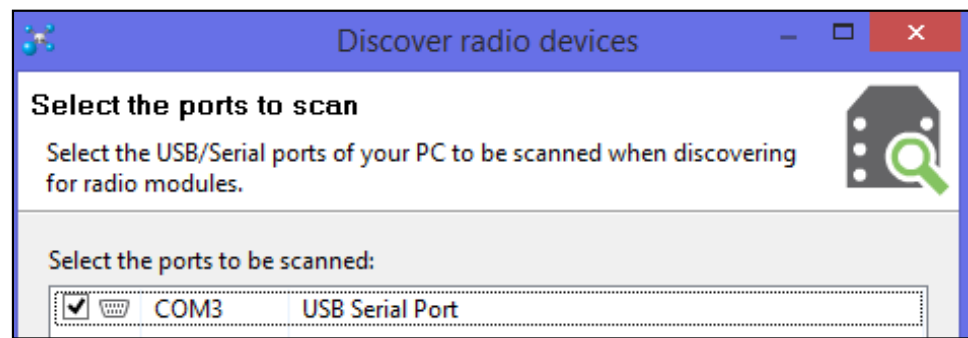 Discover radio devices
Select the ports to scan
Select the USB/Serial ports of your PC to be scanned when discovering
for radio modules.
Select the ports to be scanned:
COM3 USB Serial Port